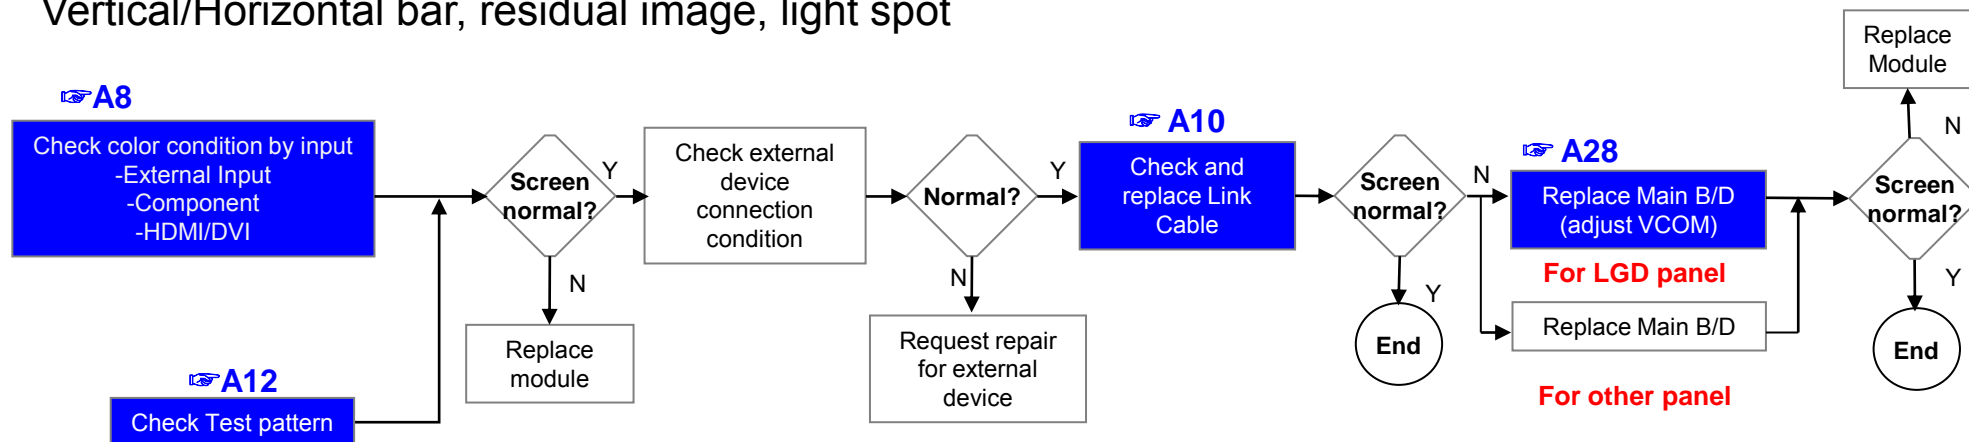 Vertical/Horizontal bar, residual image, light spot
☞A8
Check color condition by input
-External Input
-Component
-HDMI/DVI
☞A12
Check Test pattern
Screen
normal?
Y
N
Replace
module
Check external
device
connection
condition
Normal?
Y
N
Request repair
for external
device
☞ A10
Check and
replace Link
Cable
Screen
normal?
N
Y
End
☞ A28
Replace Main B/D
(adjust VCOM)
For LGD panel
Replace Main B/D
For other panel
Screen
normal?
N
Replace
Module
Y
End